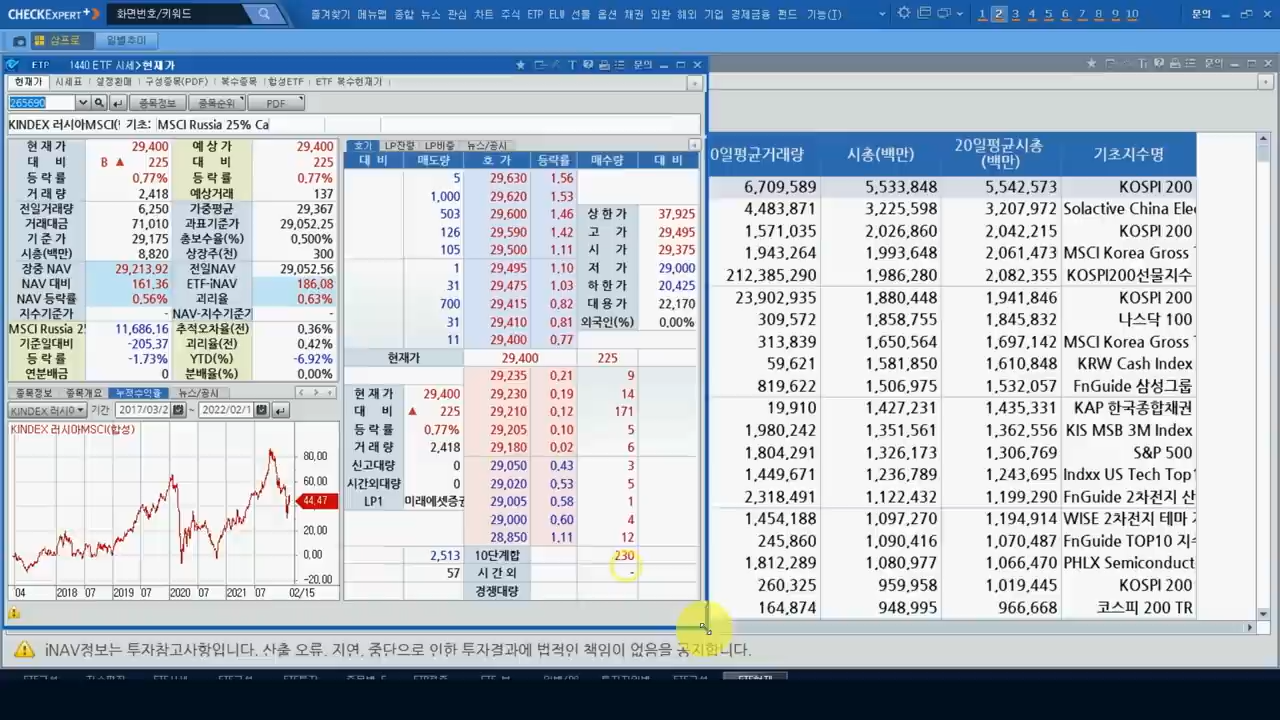 CHECKEXPERT+ 화면번호/키워드 즐겨찾기 메뉴맵 종합 뉴스 관심 차트 주식 ETP ELW 선물 옵션 채권 외환 해외 기업 경제금융 펀드 기능(T) 1 2 3 4 5 6 7 8 9 10 문의
삼프로 일별추이
ETP 1440 ETF 시세>현재가 문의
현재가 시세표 설정환매 구성종목(PDF) 복수종목 합성ETF ETF 복수현재가
265690 종목정보 종목순위 PDF
KINDEX 러시아MSCI( 기초: MSCI Russia 25% Ca
호가 LP잔량 LP비중 뉴스/공시
현 재 가 29,400 예 상 가 29,400
대 비 B ▲ 225 대 비 225
등 락 률 0.77% 등 락 률 0.77%
거 래 량 2,418 예상거래 137
전일거래량 6,250 가중평균 29,367
거래대금 71,010 과표기준가 29,052.25
기 준 가 29,175 총보수율(%) 0.500%
시총(백만) 8,820 상장주(천) 300
장중 NAV 29,213.92 전일NAV 29,052.56
NAV 대비 161.36 ETF-iNAV 186.08
NAV 등락률 0.56% 괴리율 0.63%
지수기준가 - NAV-지수기준가 -
MSCI Russia 2 11,686.16 추적오차율(전) 0.36%
기준일대비 -205.37 괴리율(전) 0.42%
등 락 률 -1.73% YTD(%) -6.92%
연분배금 0 분배율(%) 0.00%
종목정보 종목개요 누적수익률 뉴스/공시
KINDEX 러시아 기간 2017/03/2 ~ 2022/02/1
KINDEX 러시아MSCI(합성)
80.00
60.00
44.47
20.00
0.00
-20.00
'04 2018 07 2019 07 2020 07 2021 07 02/15
대 비 매도량 호 가 등락률 매수량 대 비
5 29,630 1.56
1,000 29,620 1.53
503 29,600 1.46 상 한 가 37,925
126 29,590 1.42 고 가 29,495
105 29,500 1.11 시 가 29,375
1 29,495 1.10 저 가 29,000
31 29,475 1.03 하 한 가 20,425
700 29,415 0.82 대 용 가 22,170
31 29,410 0.81 외국인(%) 0.00%
11 29,400 0.77
현재가 29,400 225
29,235 0.21 9
현 재 가 29,400 29,230 0.19 14
대 비 ▲ 225 29,210 0.12 171
등 락 률 0.77% 29,205 0.10 5
거 래 량 2,418 29,180 0.02 6
신고대량 0 29,050 0.43 3
시간외대량 0 29,020 0.53 5
LP1 미래에셋증권 29,005 0.58 1
29,000 0.60 4
28,850 1.11 12
2,513 10단계합 230
57 시 간 외 -
경쟁대량
문의
0일평균거래량 시총(백만) 20일평균시총 (백만) 기초지수명
6,709,589 5,533,848 5,542,573 KOSPI 200
4,483,871 3,225,598 3,207,972 Solactive China Ele
1,571,035 2,026,860 2,042,215 KOSPI 200
1,943,264 1,993,648 2,061,473 MSCI Korea Gross
212,385,290 1,986,280 2,082,355 KOSPI200선물지수
23,902,935 1,880,448 1,941,846 KOSPI 200
309,572 1,858,755 1,845,832 나스닥 100
313,839 1,650,564 1,697,142 MSCI Korea Gross
59,621 1,581,850 1,610,848 KRW Cash Index
819,622 1,506,975 1,532,057 FnGuide 삼성그룹
19,910 1,427,231 1,435,331 KAP 한국종합채권
1,980,242 1,351,561 1,362,556 KIS MSB 3M Index
1,804,291 1,326,173 1,306,769 S&P 500
1,449,671 1,236,789 1,243,695 Indxx US Tech Top
2,318,491 1,122,432 1,199,290 FnGuide 2차전지 산
1,454,188 1,097,270 1,194,914 WISE 2차전지 테마
245,860 1,090,416 1,070,487 FnGuide TOP10 지수
1,812,289 1,080,977 1,066,470 PHLX Semiconduct
260,325 959,958 1,019,445 KOSPI 200
164,874 948,995 966,668 코스피 200 TR
iNAV정보는 투자참고사항입니다. 산출 오류, 지연, 중단으로 인한 투자결과에 법적인 책임이 없음을 공지합니다.